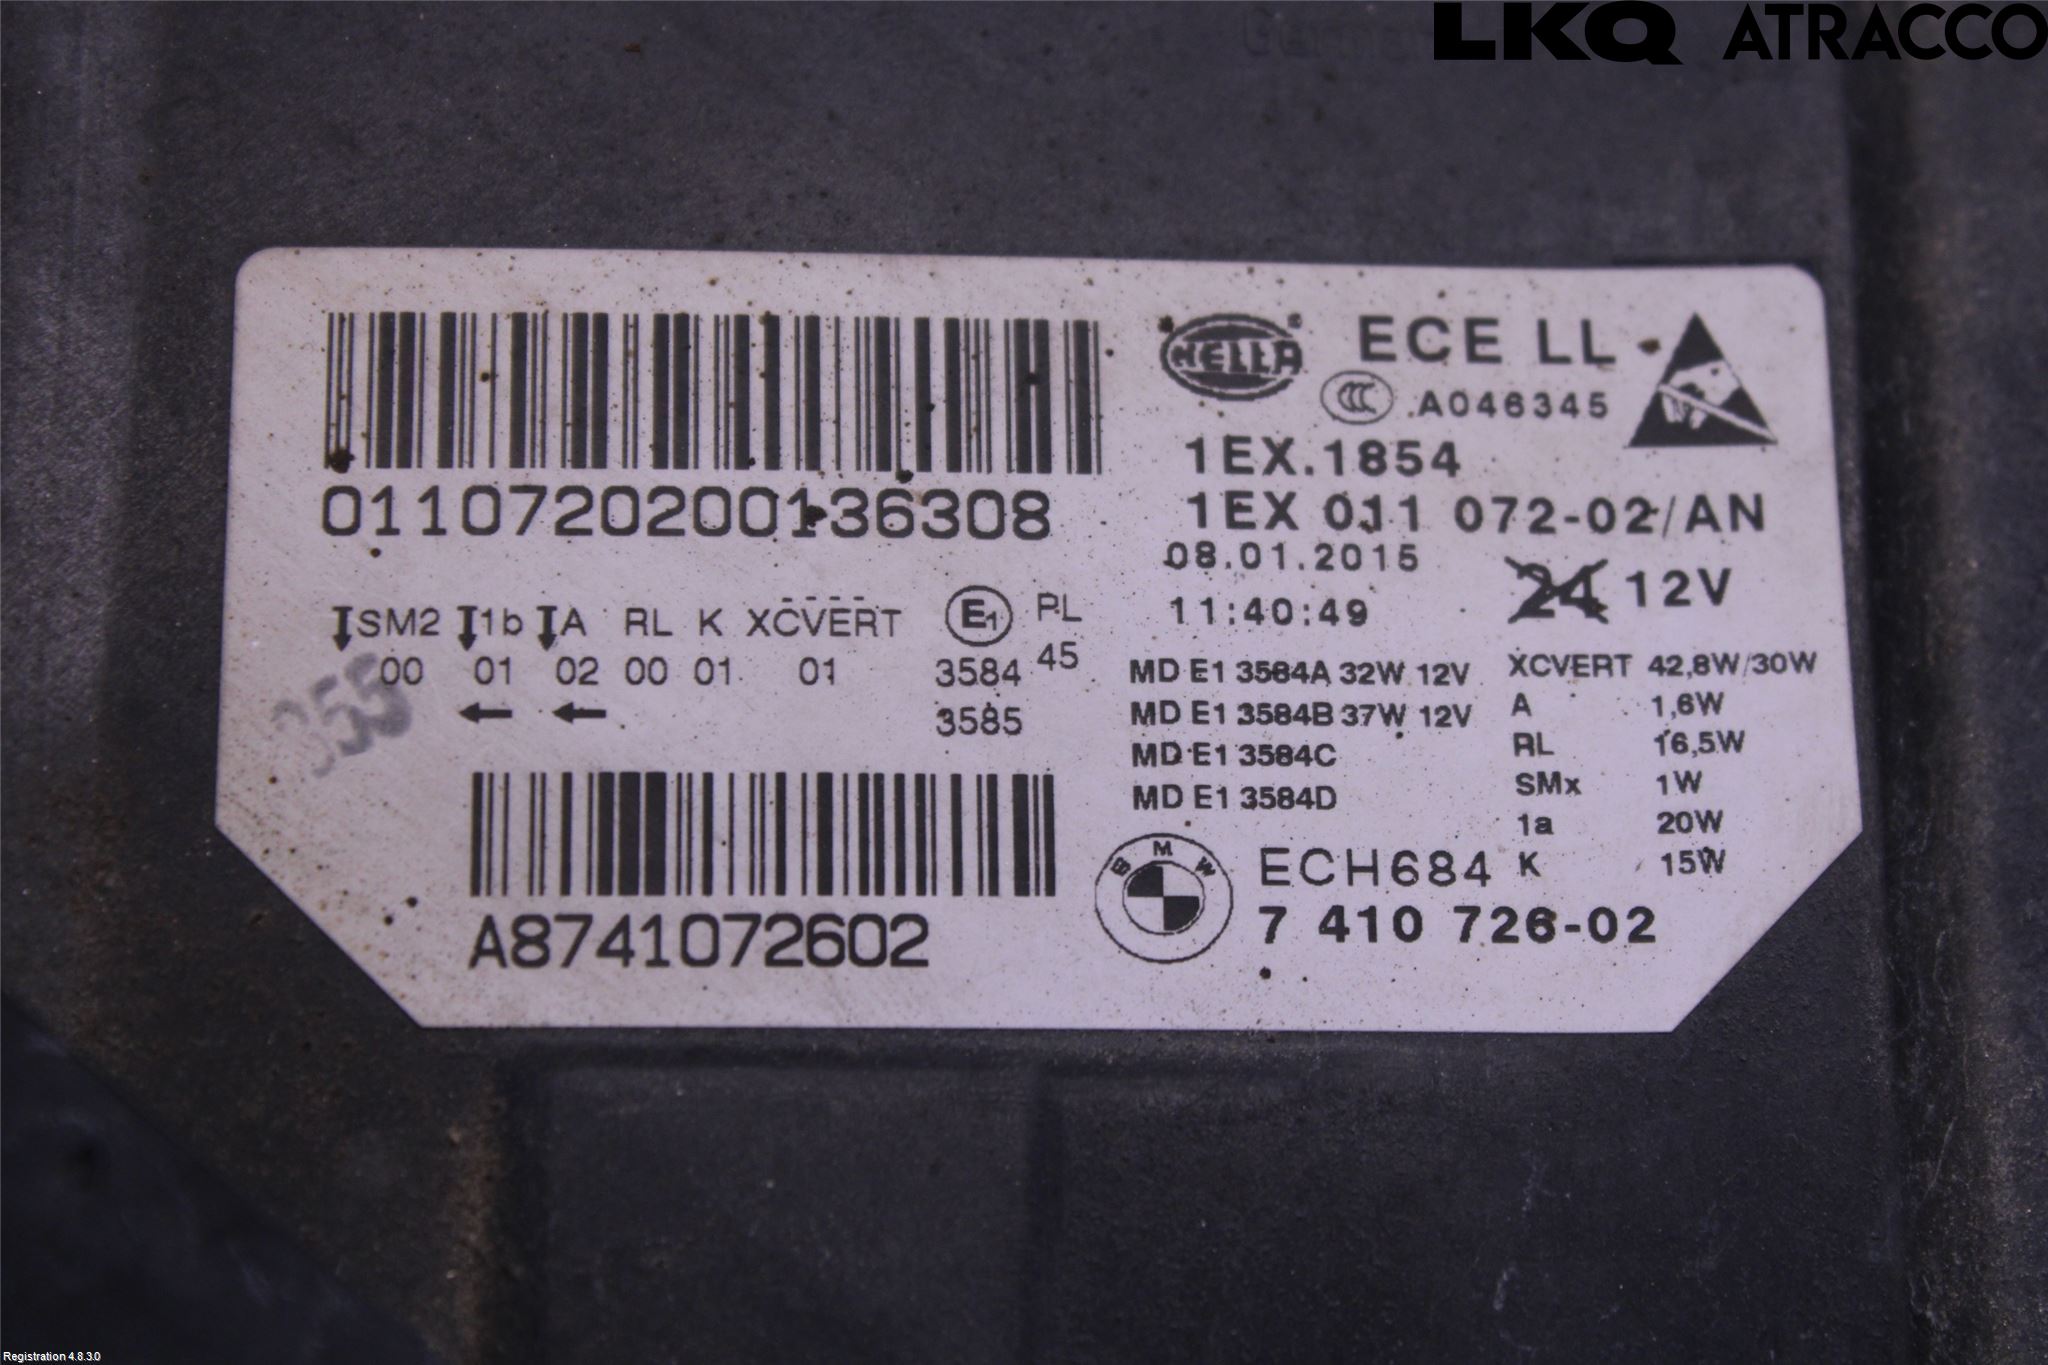 LKQ ATRACCO
HELLA
ECE LL
CCC A046345
1EX.1854
0110720200136308
1EX 011 072-02/AN
08.01.2015
24 12V
11:40:49
SM2 1b A RL K XCVERT E1 PL
00 01 02 00 01 01 3584 45
3585
MD E1 3584A 32W 12V
MD E1 3584B 37W 12V
MD E1 3584C
MD E1 3584D
XCVERT 42,8W/30W
A 1,6W
RL 16,5W
SMx 1W
1a 20W
K 15W
355
A8741072602
BMW
ECH684
7 410 726-02
Registration 4.8.3.0